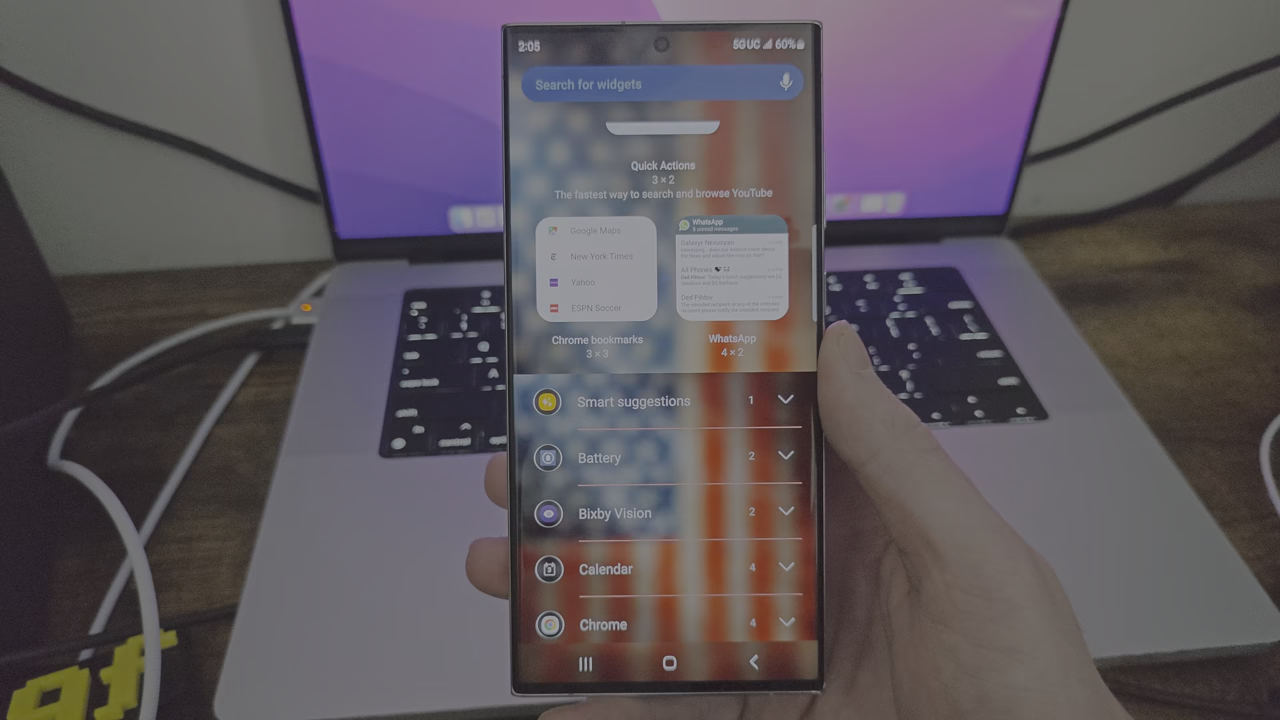 2:05
5G UC 60%
Search for widgets
Quick Actions
3 × 2
The fastest way to search and browse YouTube
Google Maps
New York Times
Yahoo
ESPN Soccer
WhatsApp
Chrome bookmarks
3 × 3
WhatsApp
4 × 2
Smart suggestions 1
Battery 2
Bixby Vision 2
Calendar 4
Chrome 4